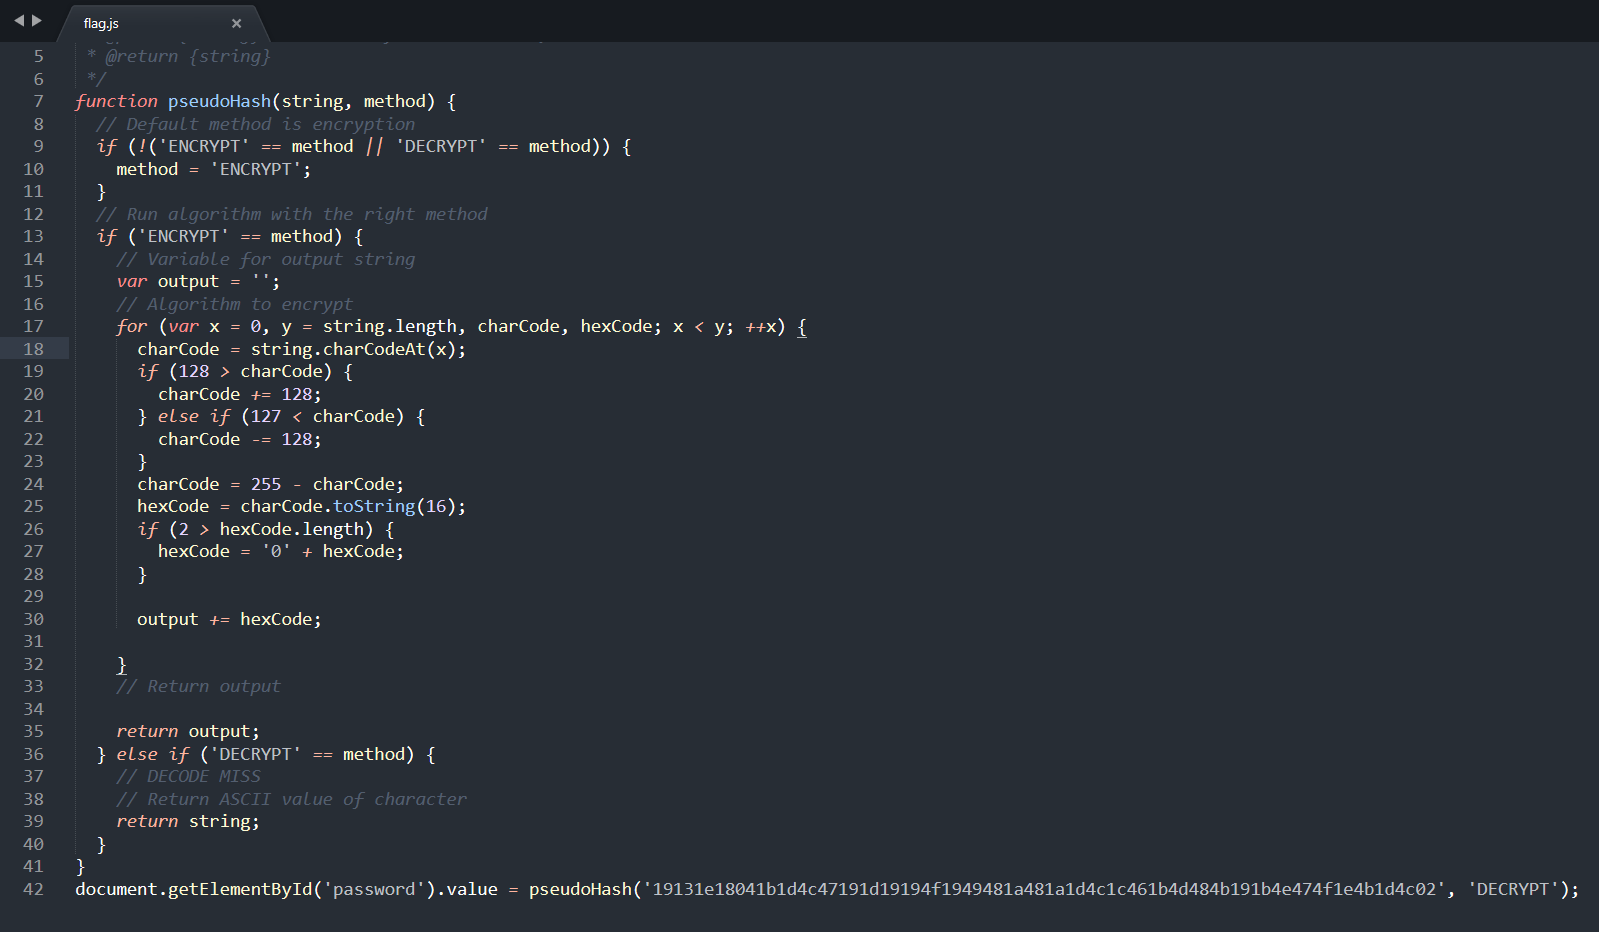 flag.js
5 * @return {string}
6 */
7 function pseudoHash(string, method) {
8 // Default method is encryption
9 if (!('ENCRYPT' == method || 'DECRYPT' == method)) {
10 method = 'ENCRYPT';
11 }
12 // Run algorithm with the right method
13 if ('ENCRYPT' == method) {
14 // Variable for output string
15 var output = '';
16 // Algorithm to encrypt
17 for (var x = 0, y = string.length, charCode, hexCode; x < y; ++x) {
18 charCode = string.charCodeAt(x);
19 if (128 > charCode) {
20 charCode += 128;
21 } else if (127 < charCode) {
22 charCode -= 128;
23 }
24 charCode = 255 - charCode;
25 hexCode = charCode.toString(16);
26 if (2 > hexCode.length) {
27 hexCode = '0' + hexCode;
28 }
29
30 output += hexCode;
31
32 }
33 // Return output
34
35 return output;
36 } else if ('DECRYPT' == method) {
37 // DECODE MISS
38 // Return ASCII value of character
39 return string;
40 }
41 }
42 document.getElementById('password').value = pseudoHash('19131e18041b1d4c47191d19194f1949481a481a1d4c1c461b4d484b191b4e474f1e4b1d4c02', 'DECRYPT');